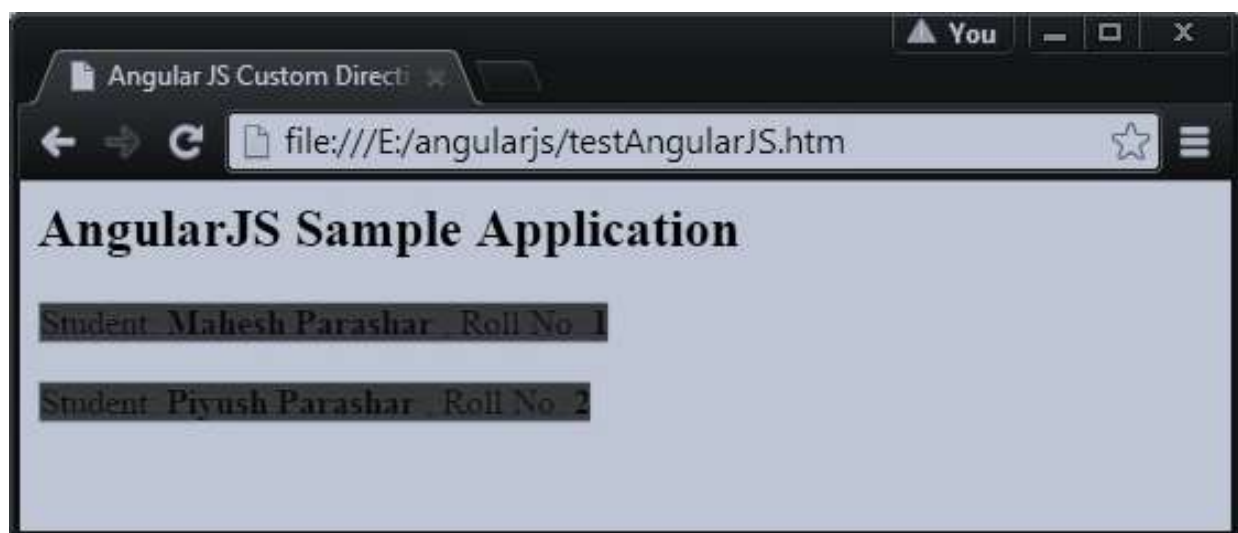 You
Angular JS Custom Directi
file:///E:/angularjs/testAngularJS.htm
AngularJS Sample Application
Student: Mahesh Parashar , Roll No: 1
Student: Piyush Parashar , Roll No: 2